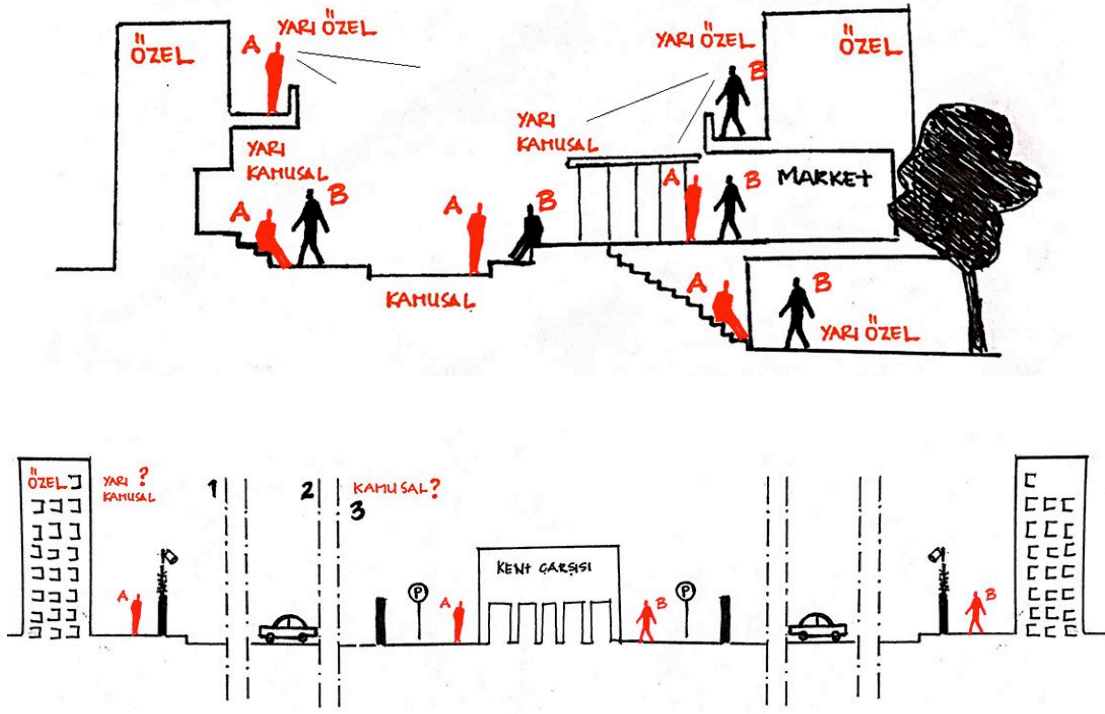 ÖZEL
A
YARI ÖZEL
YARI ÖZEL
B
ÖZEL
YARI
KAMUSAL
YARI
KAMUSAL
A
B
A
B
A
B
MARKET
KAMUSAL
A
B
YARI ÖZEL
ÖZEL
YARI ?
KAMUSAL
1
2
KAMUSAL?
3
KENT ÇARŞISI
P
P
A
A
B
B